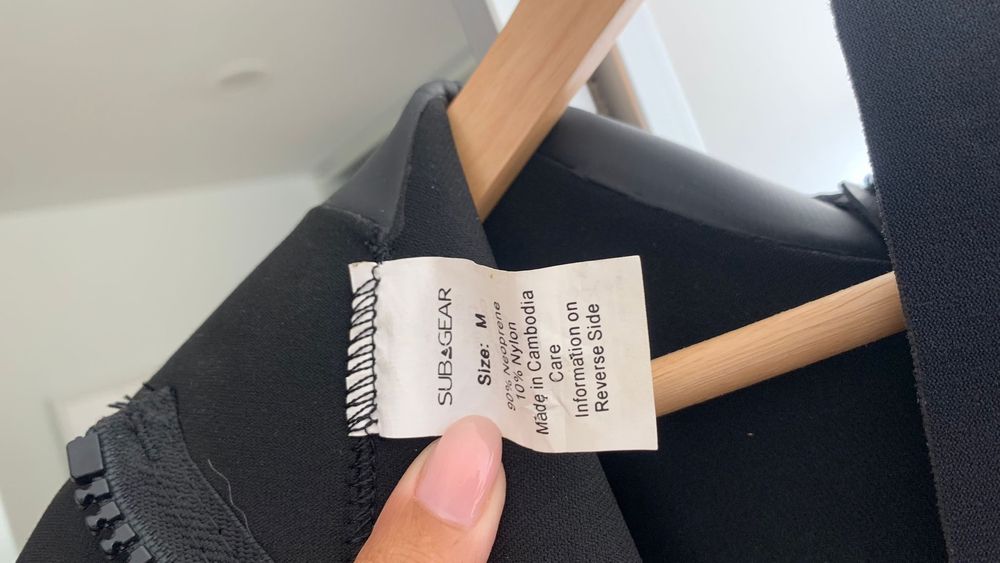 SUB GEAR
Size: M
90% Neoprene
10% Nylon
Made in Cambodia
Care
Information on
Reverse Side